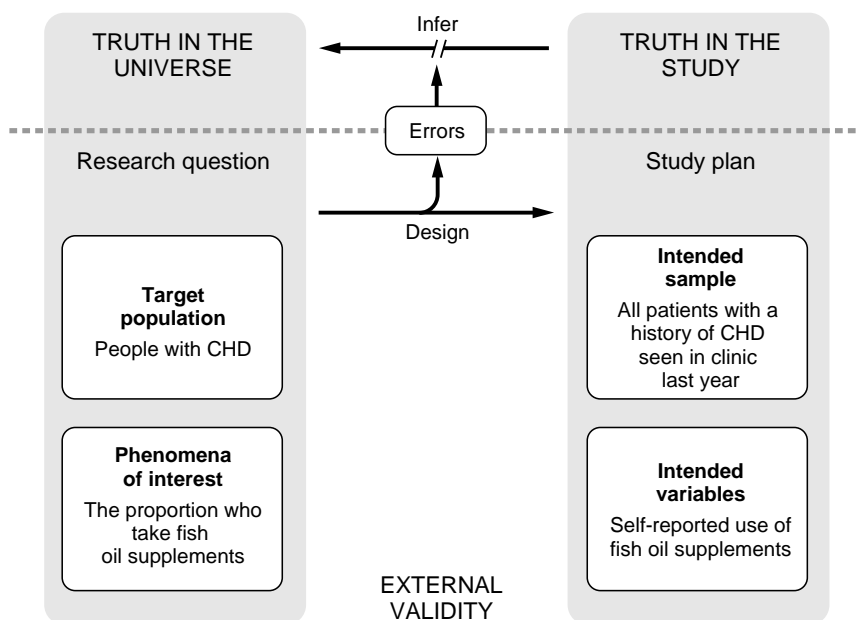 TRUTH IN THE
UNIVERSE
Infer
TRUTH IN THE
STUDY
Errors
Research question
Study plan
Design
Target
population
People with CHD
Intended
sample
All patients with a
history of CHD
seen in clinic
last year
Phenomena
of interest
The proportion who
take fish
oil supplements
Intended
variables
Self-reported use of
fish oil supplements
EXTERNAL
VALIDITY